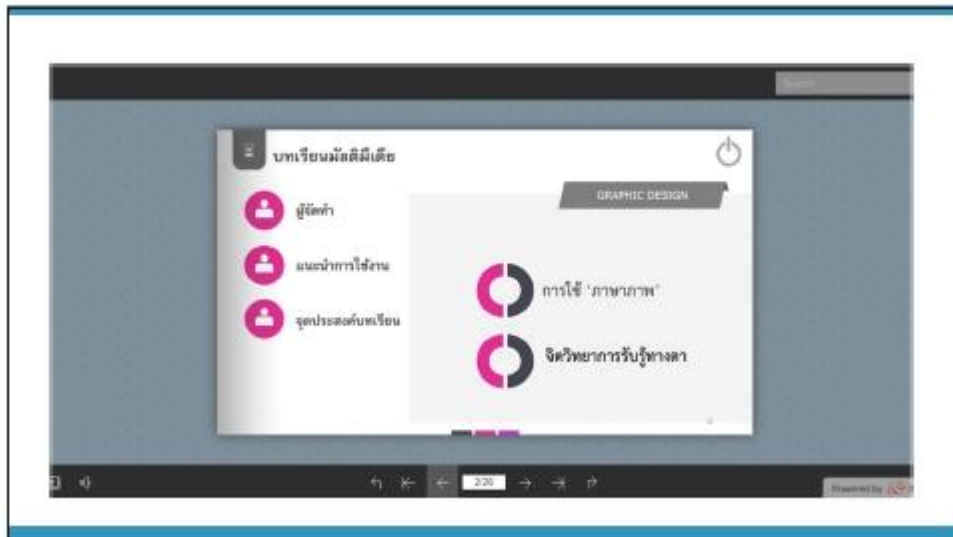 Search
บทเรียนมัลติมีเดีย
GRAPHIC DESIGN
ผู้จัดทำ
แนะนำการใช้งาน
จุดประสงค์บทเรียน
การใช้ 'ภาษาภาพ'
จิตวิทยาการรับรู้ทางตา
2/26
Powered by